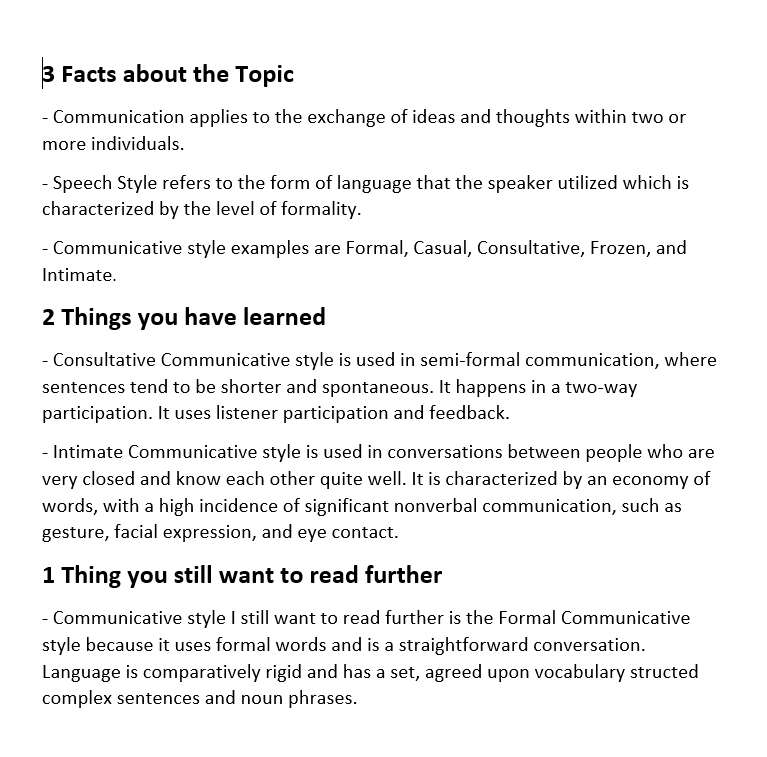 3 Facts about the Topic
- Communication applies to the exchange of ideas and thoughts within two or
more individuals.
- Speech Style refers to the form of language that the speaker utilized which is
characterized by the level of formality.
- Communicative style examples are Formal, Casual, Consultative, Frozen, and
Intimate.
2 Things you have learned
- Consultative Communicative style is used in semi-formal communication, where
sentences tend to be shorter and spontaneous. It happens in a two-way
participation. It uses listener participation and feedback.
- Intimate Communicative style is used in conversations between people who are
very closed and know each other quite well. It is characterized by an economy of
words, with a high incidence of significant nonverbal communication, such as
gesture, facial expression, and eye contact.
1 Thing you still want to read further
- Communicative style I still want to read further is the Formal Communicative
style because it uses formal words and is a straightforward conversation.
Language is comparatively rigid and has a set, agreed upon vocabulary structed
complex sentences and noun phrases.